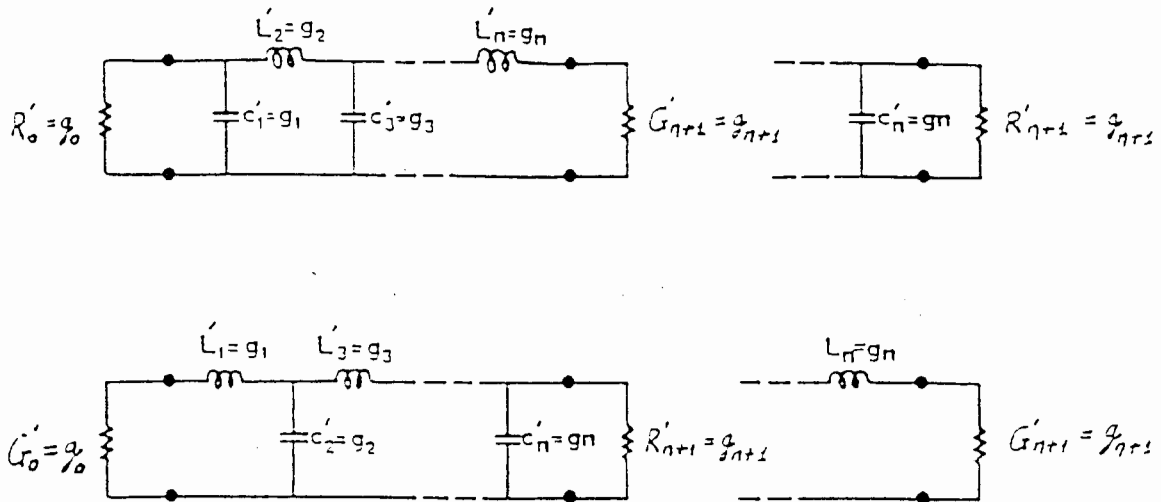 L'₂=g₂
L'ₙ=gₙ
R'₀=g₀
c'₁=g₁
c'₃=g₃
G'ₙ₊₁=gₙ₊₁
c'ₙ=gn
R'ₙ₊₁=gₙ₊₁
L'₁=g₁
L'₃=g₃
Lₙ=gn
G'₀=g₀
c'₂=g₂
c'ₙ=gn
R'ₙ₊₁=gₙ₊₁
G'ₙ₊₁=gₙ₊₁